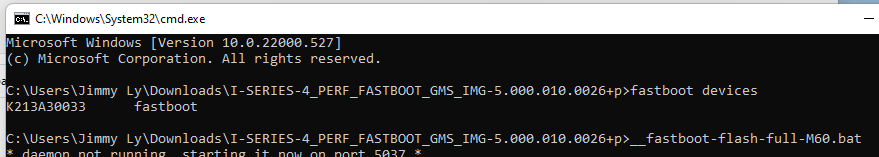 C:\Windows\System32\cmd.exe
Microsoft Windows [Version 10.0.22000.527]
(c) Microsoft Corporation. All rights reserved.
C:\Users\Jimmy Ly\Downloads\I-SERIES-4_PERF_FASTBOOT_GMS_IMG-5.000.010.0026+p>fastboot devices
K213A30033 fastboot
C:\Users\Jimmy Ly\Downloads\I-SERIES-4_PERF_FASTBOOT_GMS_IMG-5.000.010.0026+p>__fastboot-flash-full-M60.bat
* daemon not running. starting it now on port 5037 *